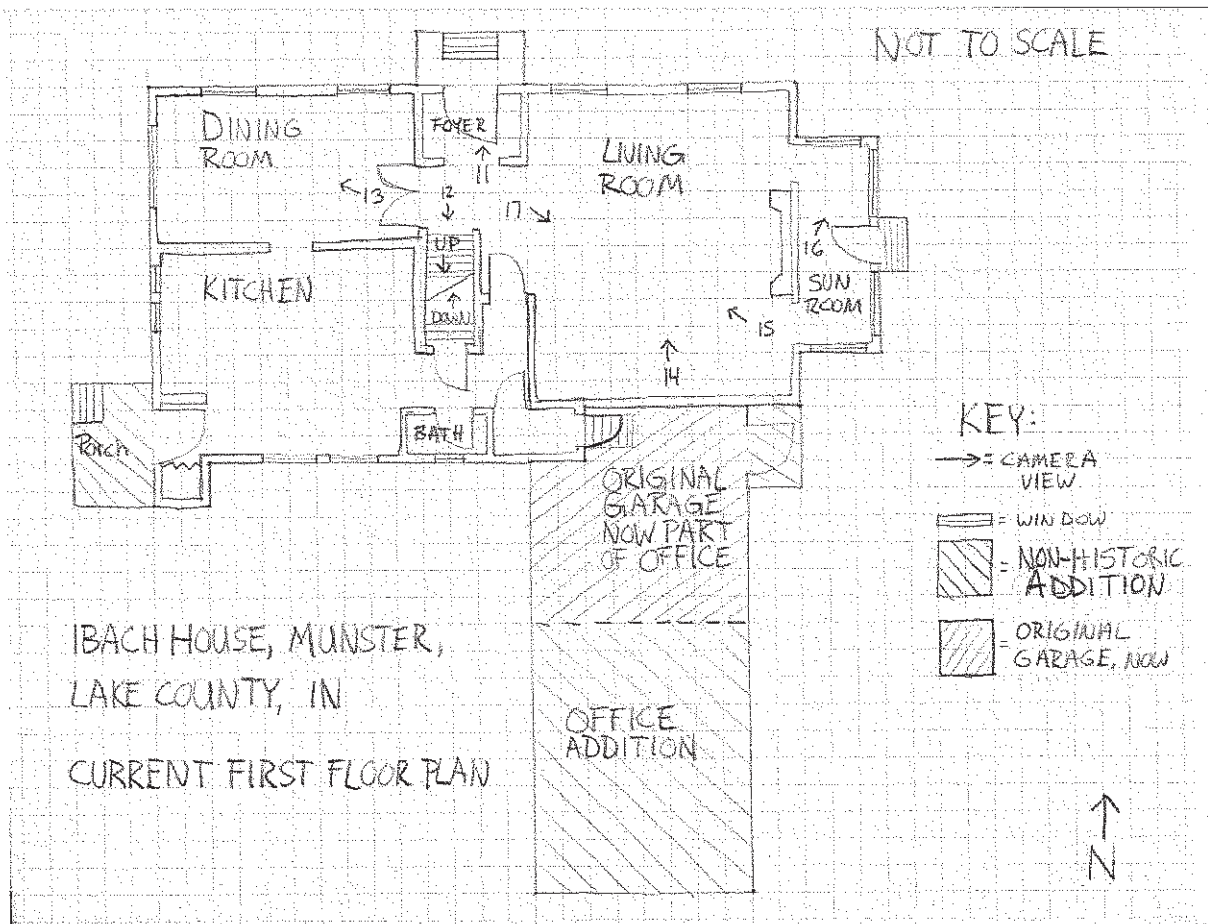 NOT TO SCALE
DINING
ROOM
FOYER
LIVING
ROOM
11
12
13
17
UP
16
SUN
ROOM
KITCHEN
DOWN
15
14
BATH
Porch
KEY:
= CAMERA
VIEW
= WINDOW
= NON-HISTORIC
ADDITION
= ORIGINAL
GARAGE, NOW
ORIGINAL
GARAGE
NOW PART
OF OFFICE
IBACH HOUSE, MUNSTER,
LAKE COUNTY, IN
CURRENT FIRST FLOOR PLAN
OFFICE
ADDITION
N